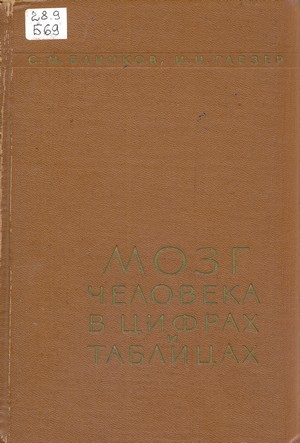 28.9
Б69
С.М.БЛИНКОВ, И.И.ГЛЕЗЕР
МОЗГ
ЧЕЛОВЕКА
В ЦИФРАХ
И
ТАБЛИЦАХ